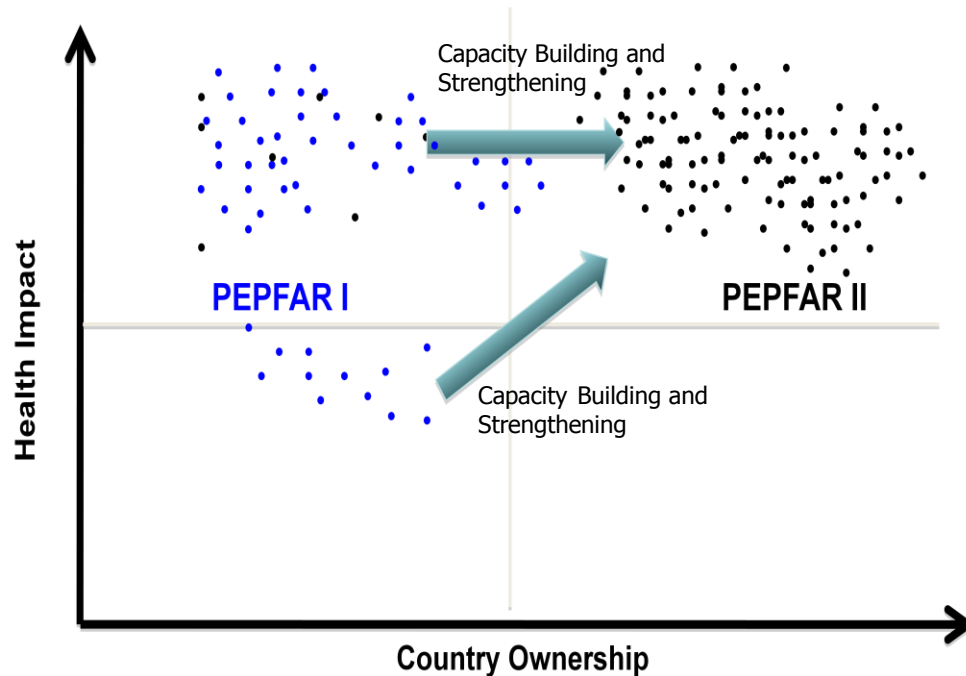 Capacity Building and
Strengthening
PEPFAR I
PEPFAR II
Health Impact
Capacity Building and
Strengthening
Country Ownership